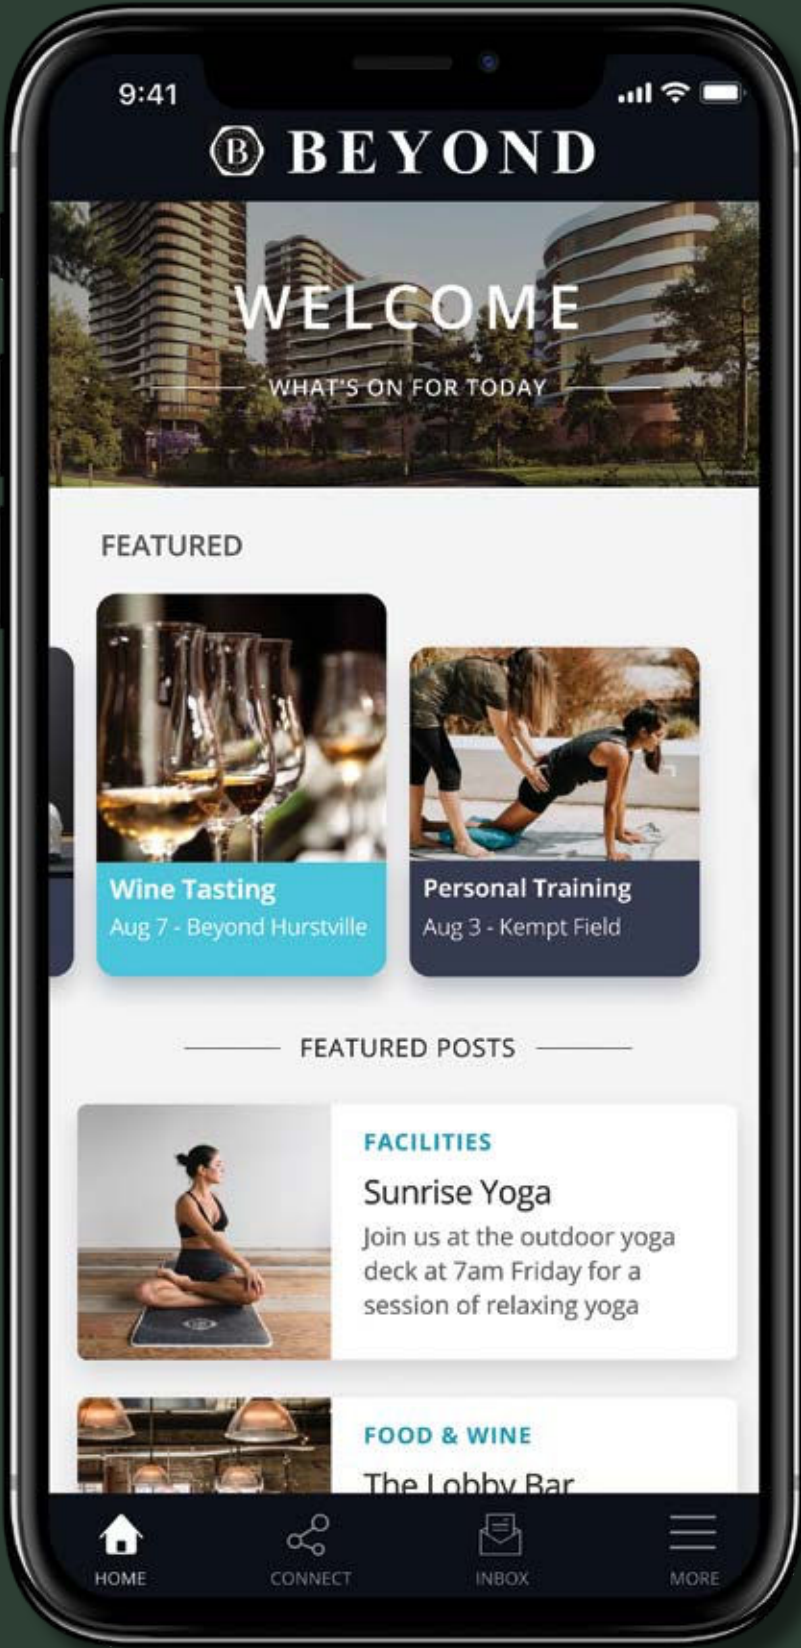 9:41
B BEYOND
WELCOME
WHAT'S ON FOR TODAY
FEATURED
Wine Tasting
Aug 7 - Beyond Hurstville
Personal Training
Aug 3 - Kempt Field
FEATURED POSTS
FACILITIES
Sunrise Yoga
Join us at the outdoor yoga
deck at 7am Friday for a
session of relaxing yoga
FOOD & WINE
The Lobby Bar
HOME
CONNECT
INBOX
MORE